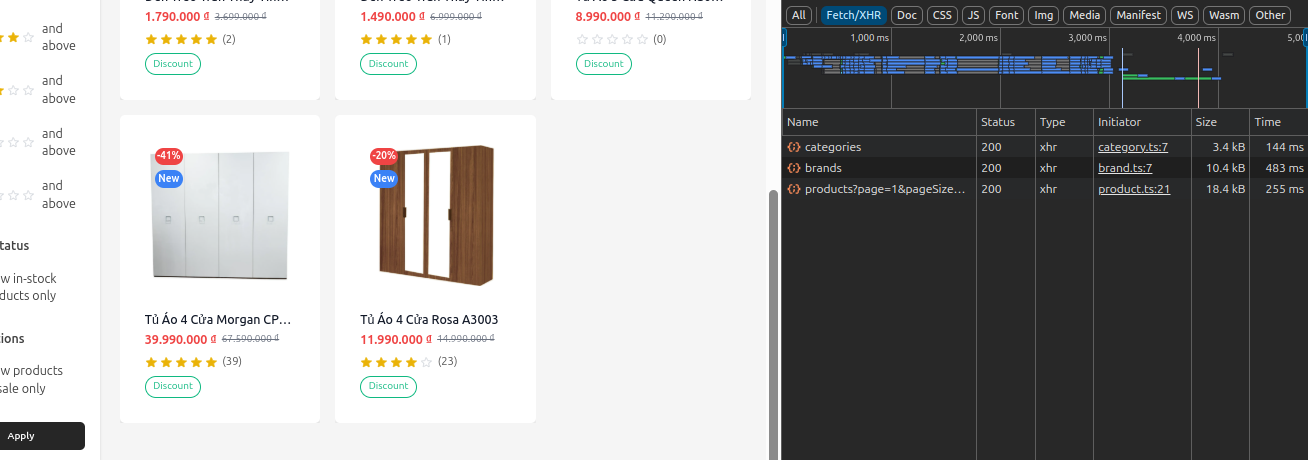 and
above
and
above
and
above
and
above
tatus
w in-stock
ducts only
ions
w products
sale only
Apply
1.790.000 ₫ 3.699.000 ₫
(2)
Discount
1.490.000 ₫ 6.999.000 ₫
(1)
Discount
8.990.000 ₫ 11.290.000 ₫
(0)
Discount
-41%
New
Tủ Áo 4 Cửa Morgan CP...
39.990.000 ₫ 67.590.000 ₫
(39)
Discount
-20%
New
Tủ Áo 4 Cửa Rosa A3003
11.990.000 ₫ 14.990.000 ₫
(23)
Discount
All Fetch/XHR Doc CSS JS Font Img Media Manifest WS Wasm Other
1,000 ms 2,000 ms 3,000 ms 4,000 ms 5,00
Name Status Type Initiator Size Time
categories 200 xhr category.ts:7 3.4 kB 144 ms
brands 200 xhr brand.ts:7 10.4 kB 483 ms
products?page=1&pageSize... 200 xhr product.ts:21 18.4 kB 255 ms